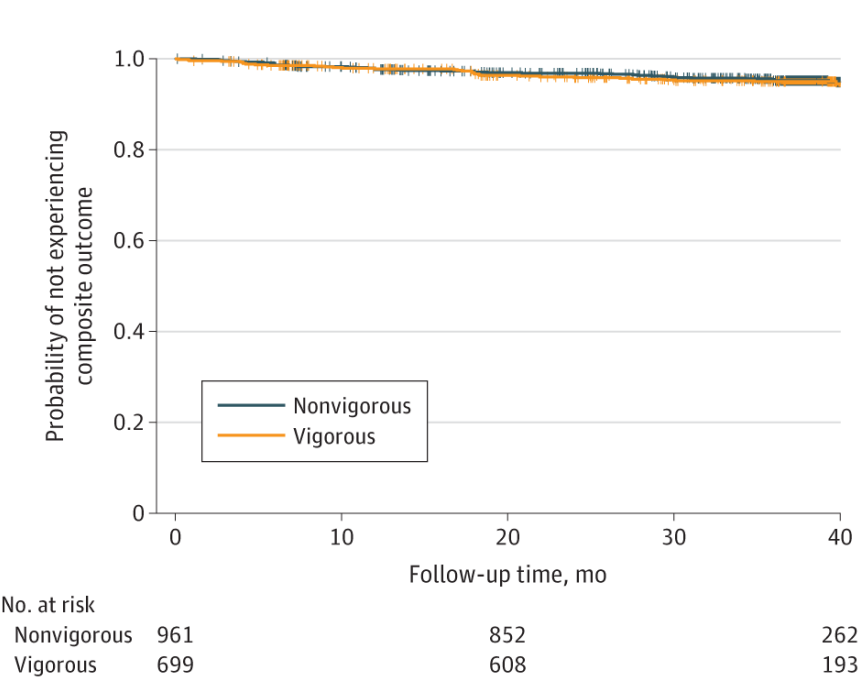 1.0
0.8
0.6
0.4
0.2
0
Probability of not experiencing
composite outcome
Nonvigorous
Vigorous
0 10 20 30 40
Follow-up time, mo
No. at risk
Nonvigorous 961 852 262
Vigorous 699 608 193